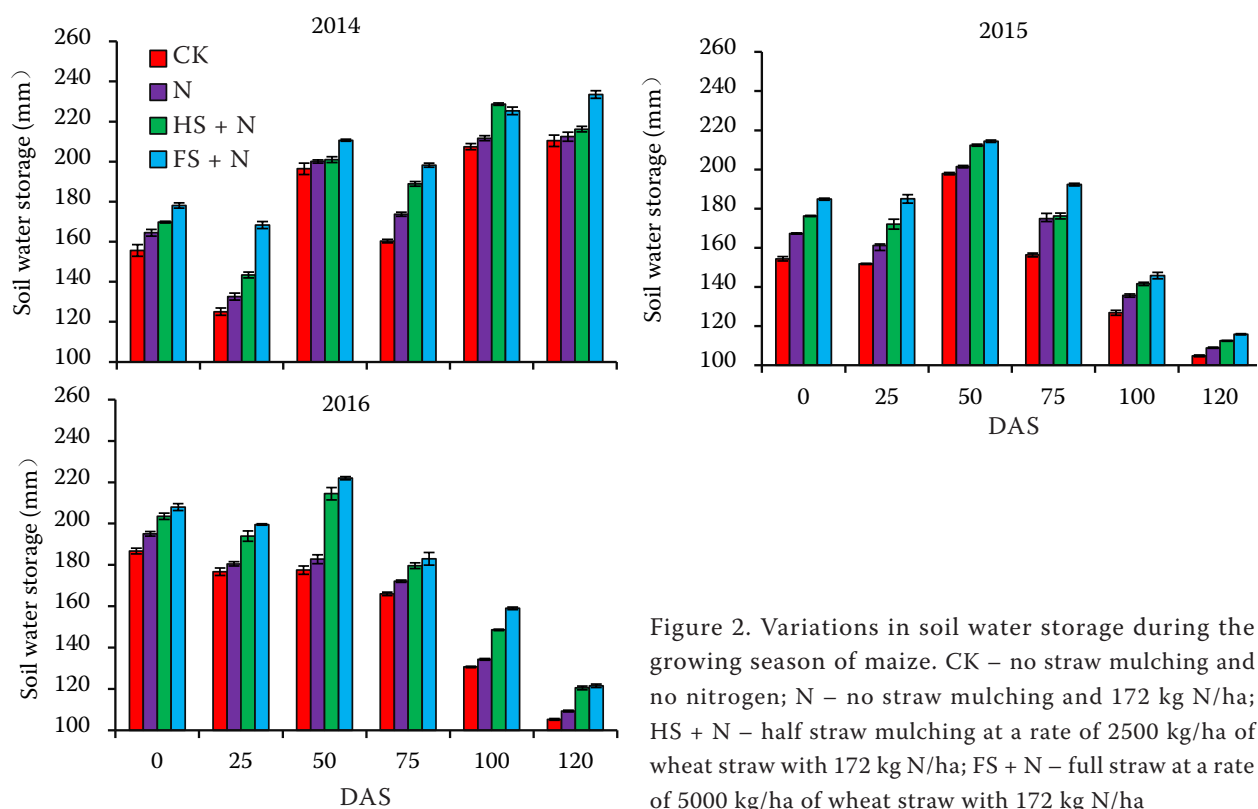 2014
260
240
220
200
180
160
140
120
100
Soil water storage (mm)
CK
N
HS + N
FS + N
2015
260
240
220
200
180
160
140
120
100
Soil water storage (mm)
0 25 50 75 100 120
DAS
2016
260
240
220
200
180
160
140
120
100
Soil water storage (mm)
0 25 50 75 100 120
DAS
Figure 2. Variations in soil water storage during the
growing season of maize. CK – no straw mulching and
no nitrogen; N – no straw mulching and 172 kg N/ha;
HS + N – half straw mulching at a rate of 2500 kg/ha of
wheat straw with 172 kg N/ha; FS + N – full straw at a rate
of 5000 kg/ha of wheat straw with 172 kg N/ha